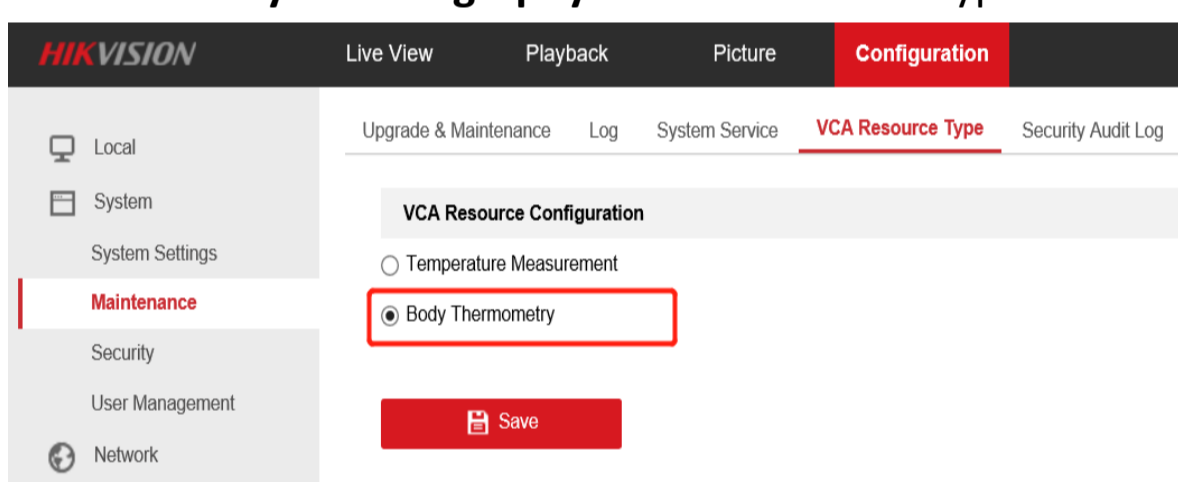 HIKVISION
Live View Playback Picture Configuration
Upgrade & Maintenance Log System Service VCA Resource Type Security Audit Log
Local
System
System Settings
Maintenance
Security
User Management
Network
VCA Resource Configuration
Temperature Measurement
Body Thermometry
Save